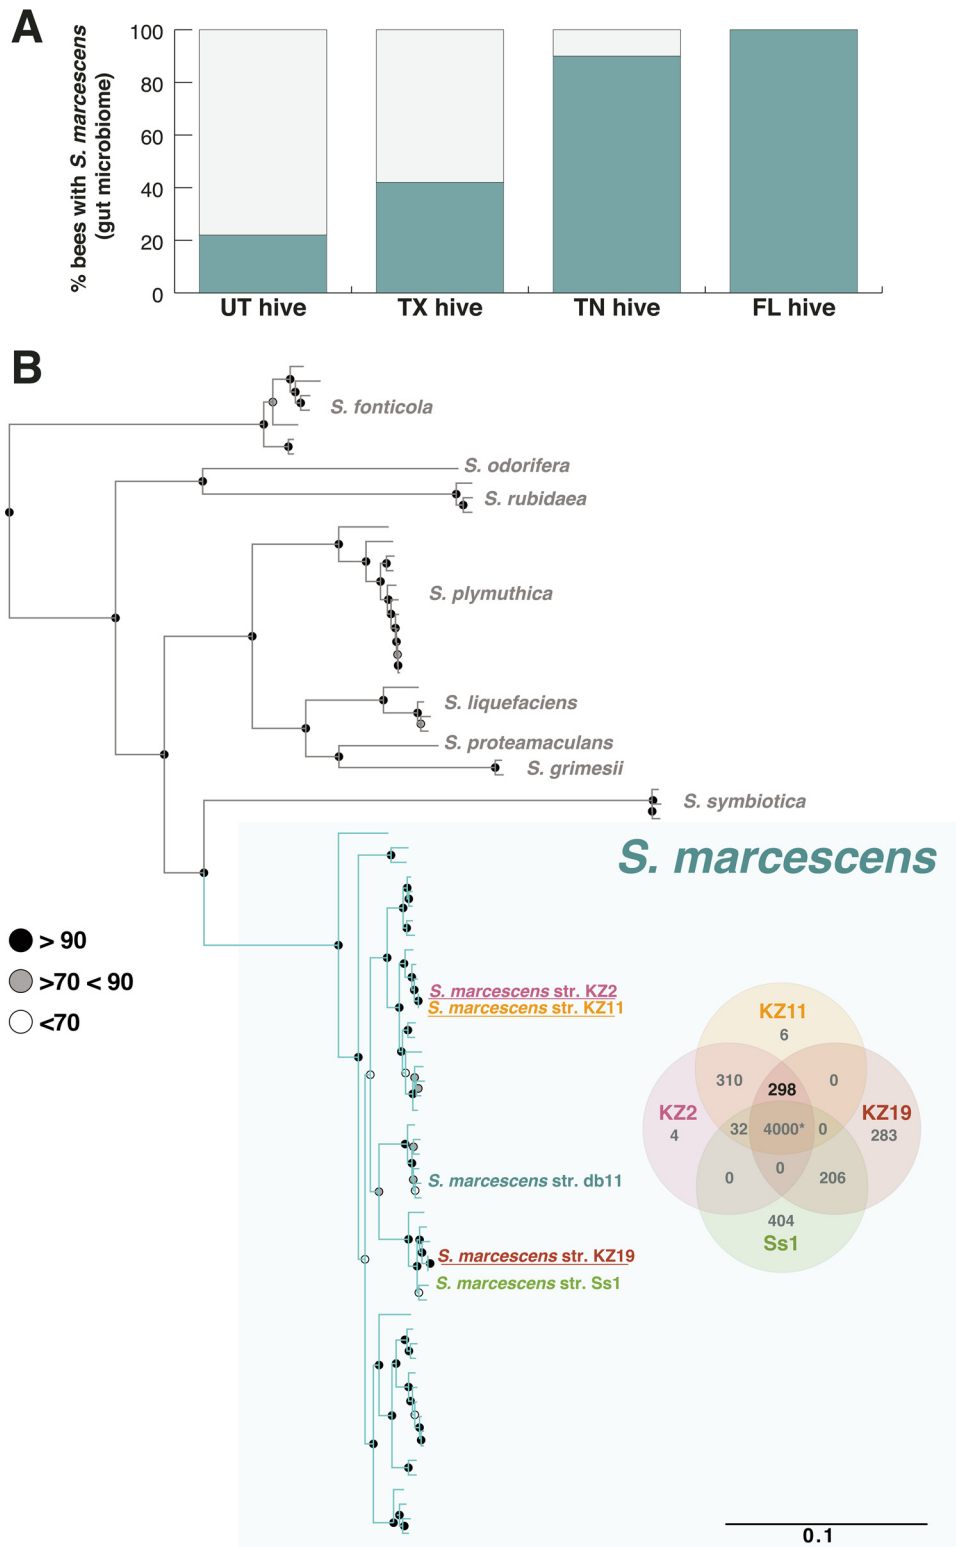 A
% bees with S. marcescens
(gut microbiome)
100
80
60
40
20
0
UT hive
TX hive
TN hive
FL hive
B
S. fonticola
S. odorifera
S. rubidaea
S. plymuthica
S. liquefaciens
S. proteamaculans
S. grimesii
S. symbiotica
S. marcescens
> 90
>70 < 90
<70
S. marcescens str. KZ2
S. marcescens str. KZ11
S. marcescens str. db11
S. marcescens str. KZ19
S. marcescens str. Ss1
KZ11
6
310
298
0
KZ2
4
32
4000*
0
KZ19
283
0
0
206
404
Ss1
0.1